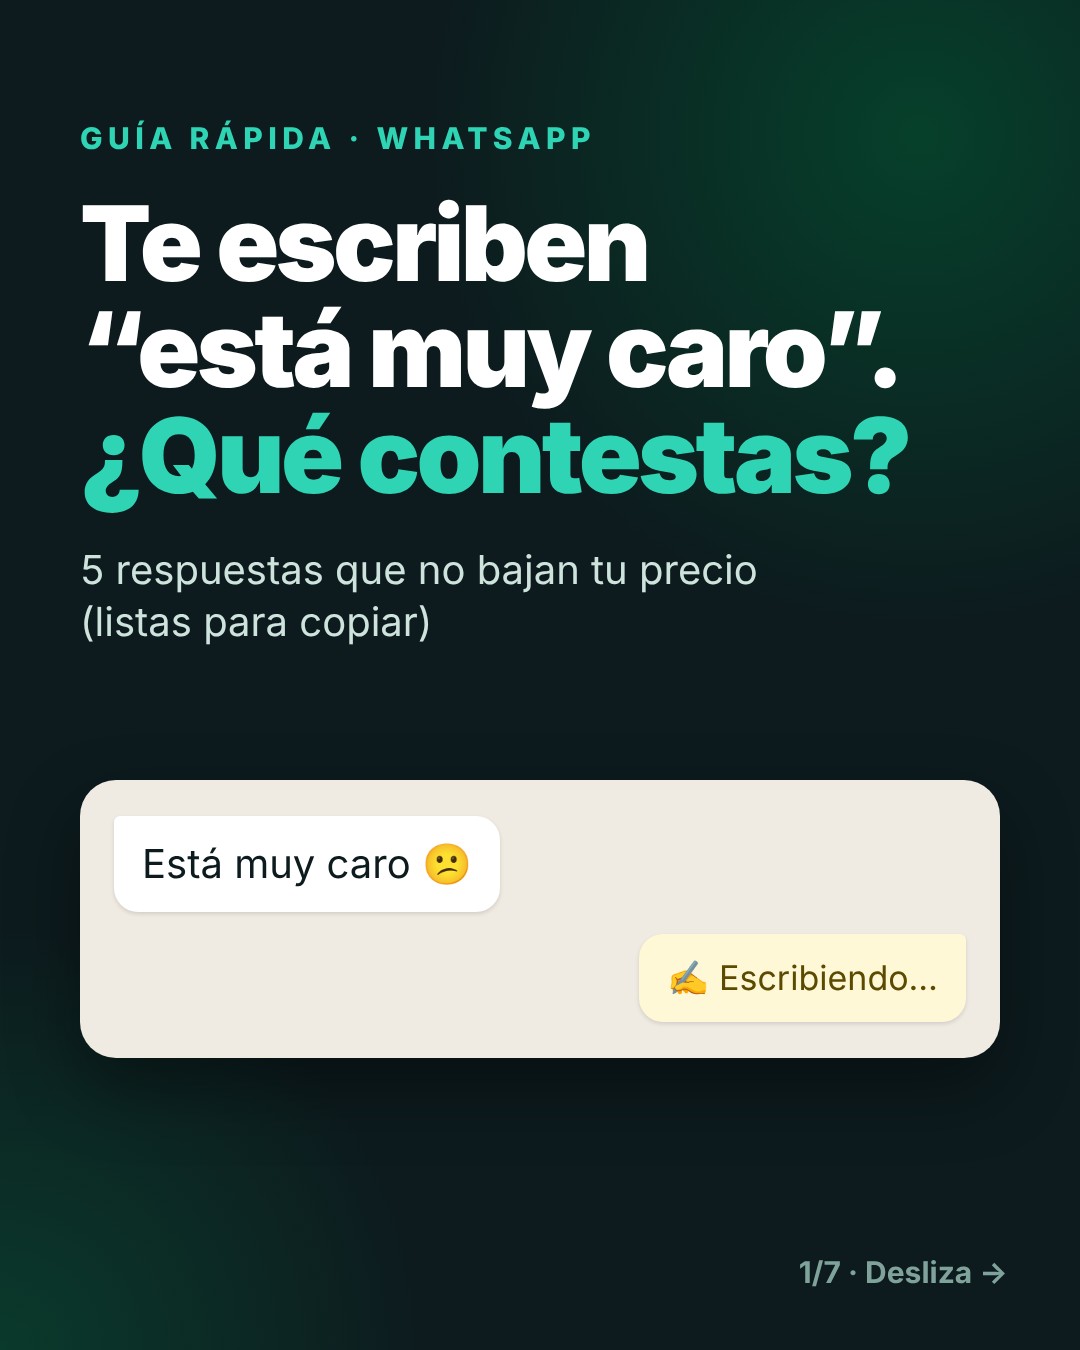 GUÍA RÁPIDA · WHATSAPP
Te escriben
“está muy caro”.
¿Qué contestas?
5 respuestas que no bajan tu precio
(listas para copiar)
Está muy caro 😕
✍️ Escribiendo...
1/7 · Desliza →